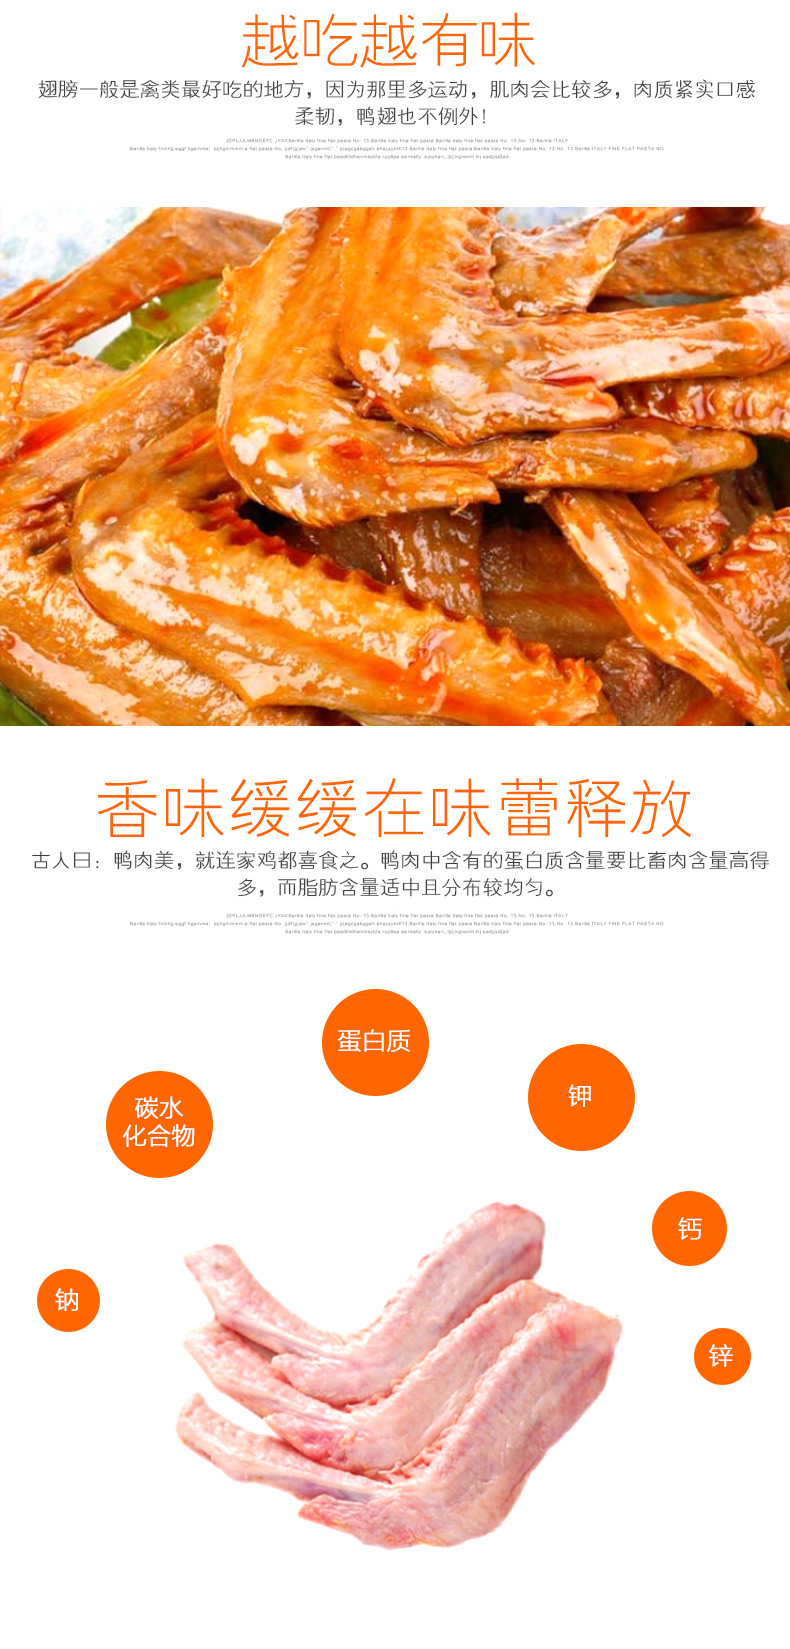 越吃越有味
翅膀一般是禽类最好吃的地方，因为那里多运动，肌肉会比较多，肉质紧实口感
柔韧，鸭翅也不例外！
香味缓缓在味蕾释放
古人曰：鸭肉美，就连家鸡都喜食之。鸭肉中含有的蛋白质含量要比畜肉含量高得
多，而脂肪含量适中且分布较均匀。
蛋白质
钾
碳水
化合物
钙
钠
锌